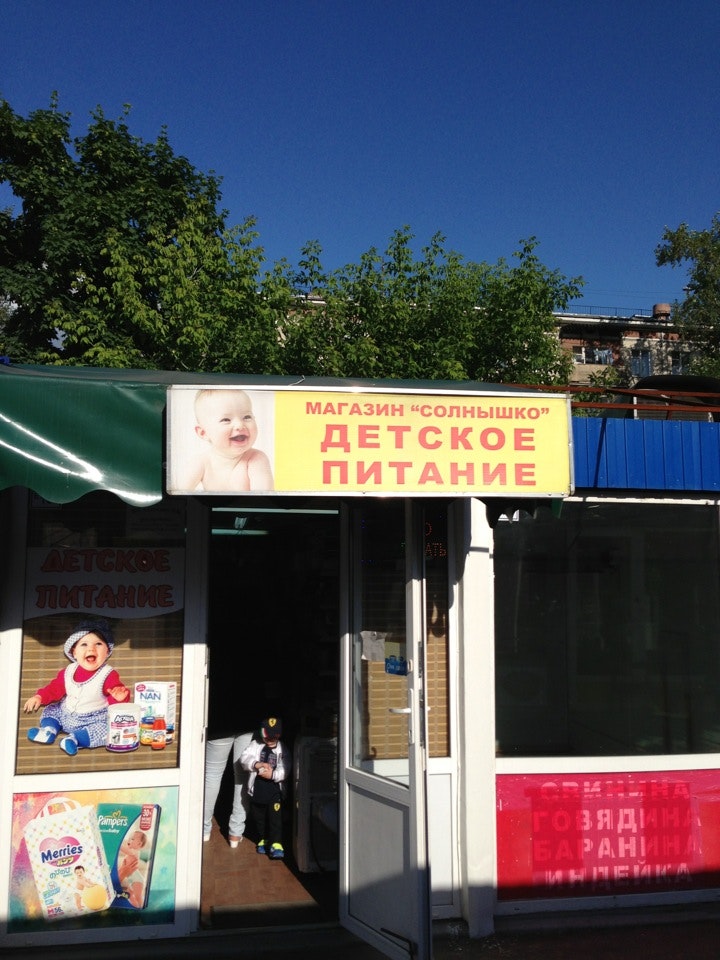 МАГАЗИН "СОЛНЫШКО"
ДЕТСКОЕ
ПИТАНИЕ
ДЕТСКОЕ
ПИТАНИЕ
NAN
Merries
Pampers
СВИНИНА
ГОВЯДИНА
БАРАНИНА
ИНДЕЙКА